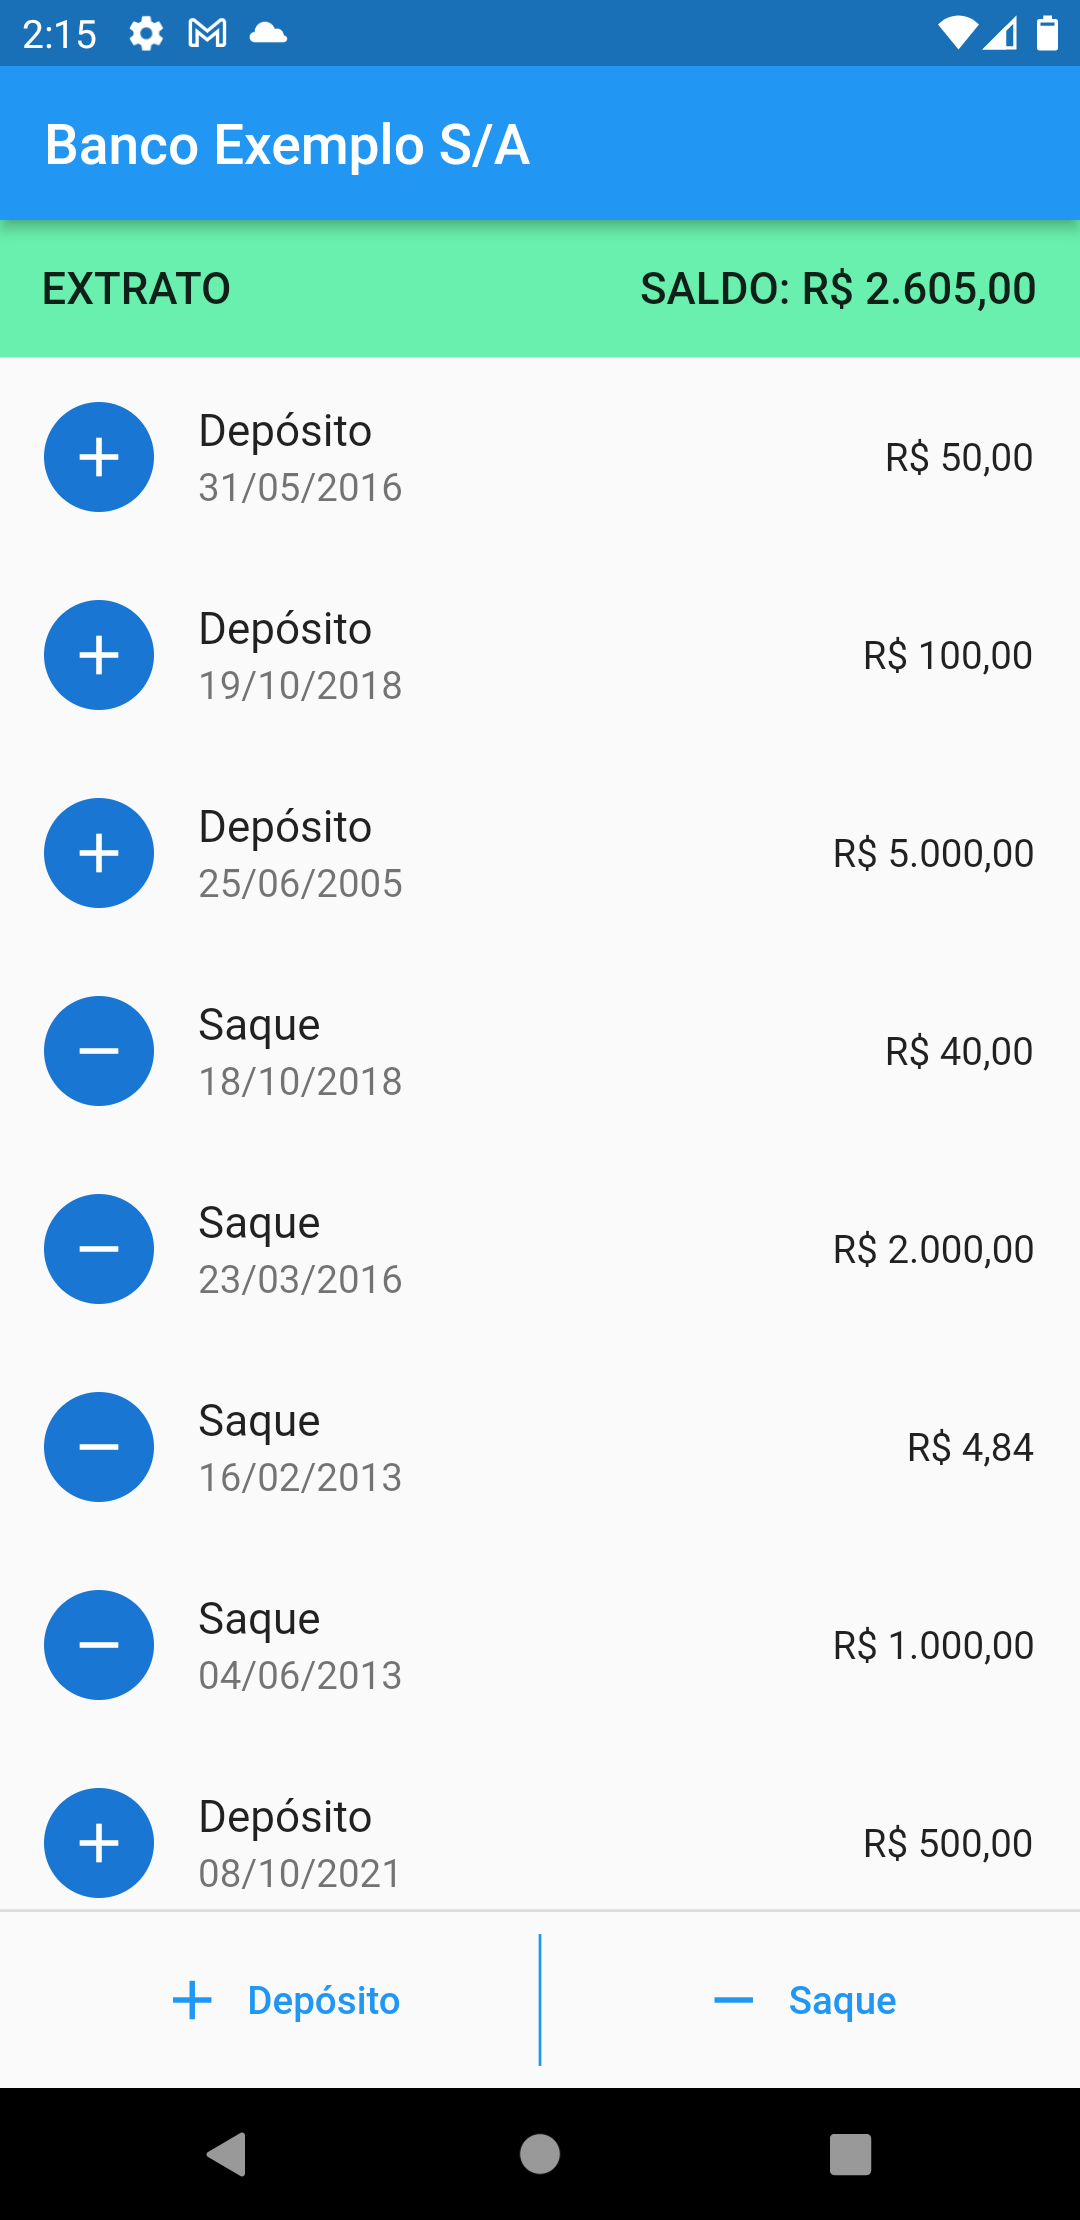 2:15
Banco Exemplo S/A
EXTRATO SALDO: R$ 2.605,00
Depósito
31/05/2016
R$ 50,00
Depósito
19/10/2018
R$ 100,00
Depósito
25/06/2005
R$ 5.000,00
Saque
18/10/2018
R$ 40,00
Saque
23/03/2016
R$ 2.000,00
Saque
16/02/2013
R$ 4,84
Saque
04/06/2013
R$ 1.000,00
Depósito
08/10/2021
R$ 500,00
Depósito Saque